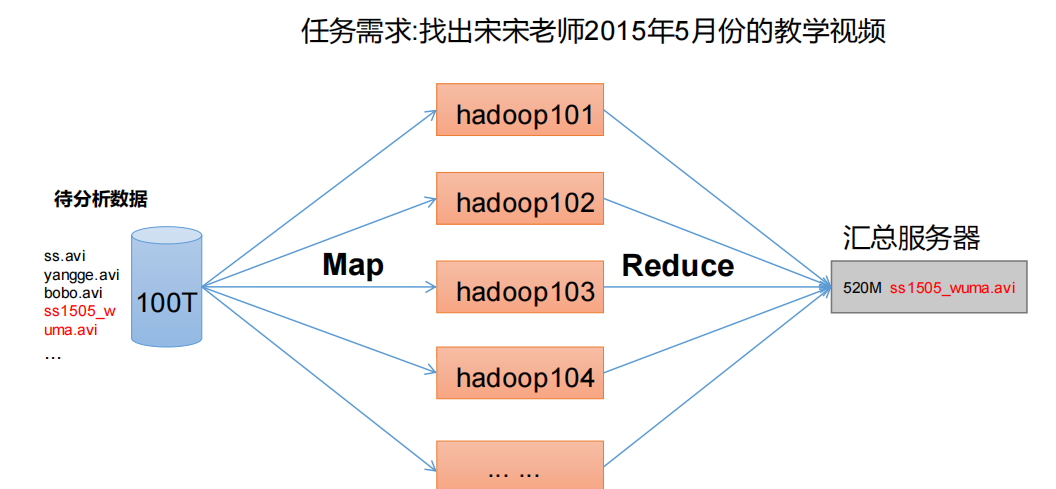 任务需求:找出宋宋老师2015年5月份的教学视频
待分析数据
ss.avi
yangge.avi
bobo.avi
ss1505_w
uma.avi
...
100T
Map
hadoop101
hadoop102
hadoop103
hadoop104
... ...
Reduce
汇总服务器
520M ss1505_wuma.avi